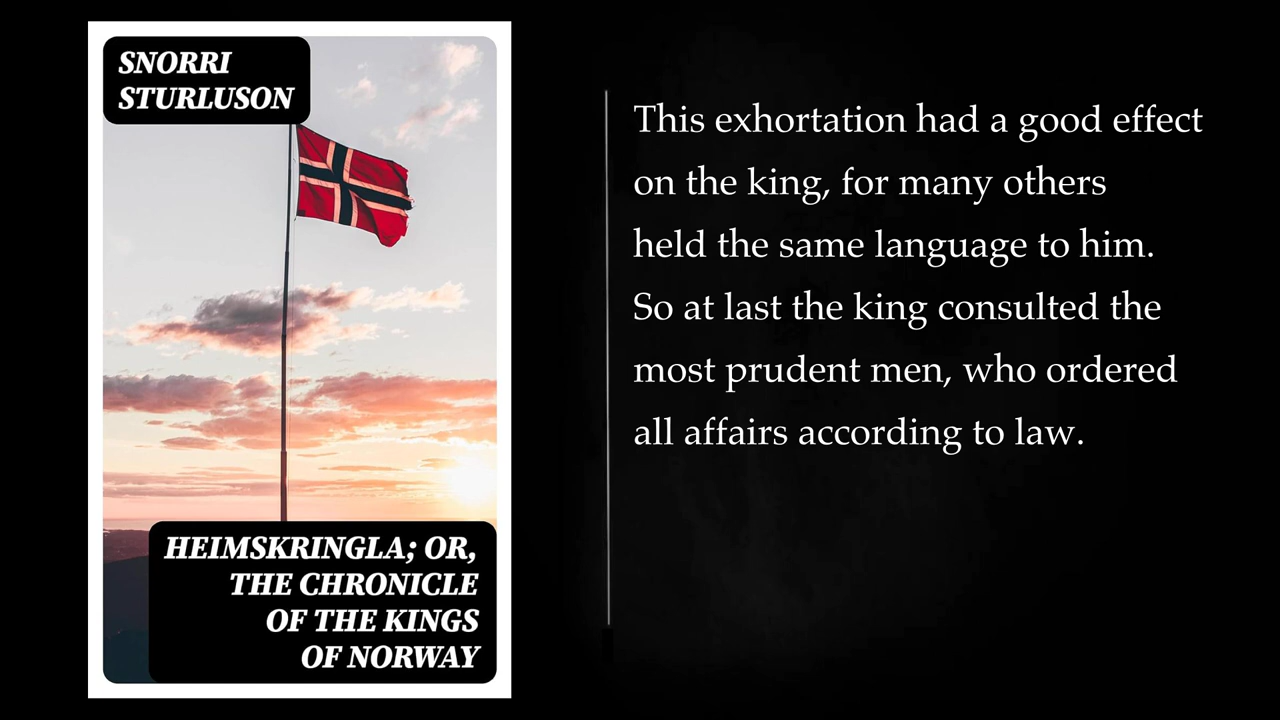 SNORRI
STURLUSON
HEIMSKRINGLA; OR,
THE CHRONICLE
OF THE KINGS
OF NORWAY
This exhortation had a good effect
on the king, for many others
held the same language to him.
So at last the king consulted the
most prudent men, who ordered
all affairs according to law.